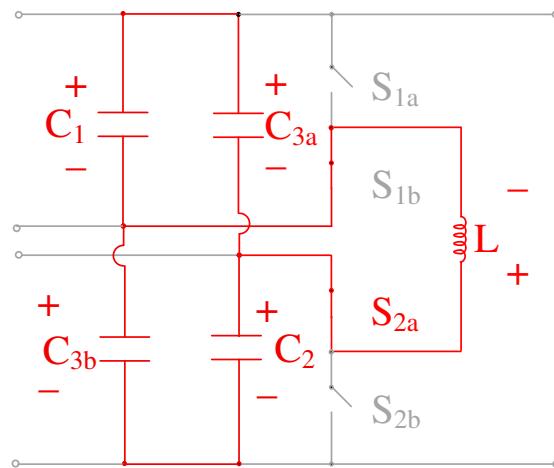 + +
S₁ₐ
C₁ C₃ₐ
− −
S₁b −
L
+ + +
S₂ₐ
C₃b C₂
− −
S₂b